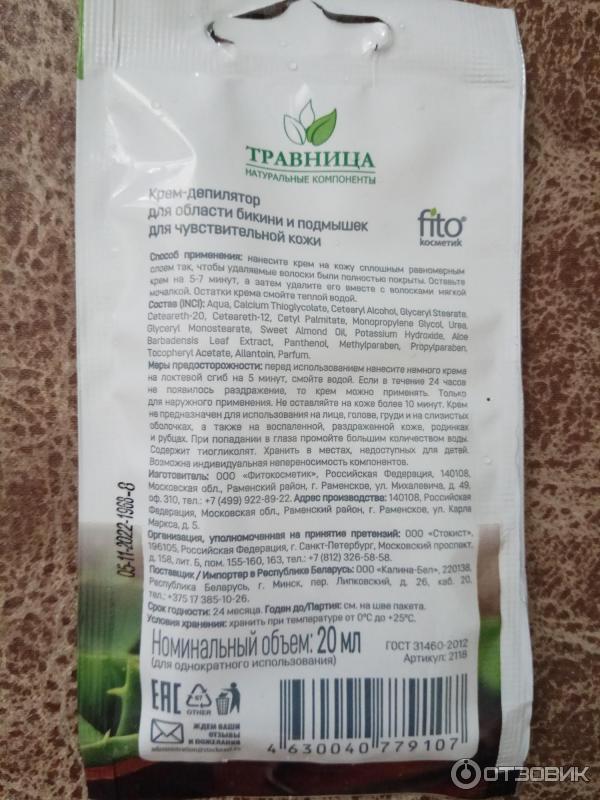 ТРАВНИЦА
НАТУРАЛЬНЫЕ КОМПОНЕНТЫ
Крем-депилятор
для области бикини и подмышек
для чувствительной кожи
fito®
косметик
Способ применения: нанесите крем на кожу сплошным равномерным
слоем так, чтобы удаляемые волоски были полностью покрыты. Оставьте
крем на 5-7 минут, а затем удалите его вместе с волосками мягкой
мочалкой. Остатки крема смойте теплой водой.
Состав (INCI): Aqua, Calcium Thioglycolate, Cetearyl Alcohol, Glyceryl Stearate,
Ceteareth-20, Ceteareth-12, Cetyl Palmitate, Monopropylene Glycol, Urea,
Glyceryl Monostearate, Sweet Almond Oil, Potassium Hydroxide, Aloe
Barbadensis Leaf Extract, Panthenol, Methylparaben, Propylparaben,
Tocopheryl Acetate, Allantoin, Parfum.
Меры предосторожности: перед использованием нанесите немного крема
на локтевой сгиб на 5 минут, смойте водой. Если в течение 24 часов
не появилось раздражение, то крем можно применять. Только
для наружного применения. Не оставляйте на коже более 10 минут. Крем
не предназначен для использования на лице, голове, груди и на слизистых
оболочках, а также на воспаленной, раздраженной коже, родинках
и рубцах. При попадании в глаза промойте большим количеством воды.
Содержит тиогликолят. Хранить в местах, недоступных для детей.
Возможна индивидуальная непереносимость компонентов.
Изготовитель: ООО «Фитокосметик», Российская Федерация, 140108,
Московская обл., Раменский район, г. Раменское, ул. Михалевича, д. 49,
оф. 310, тел.: +7 (499) 922-89-22. Адрес производства: 140108, Российская
Федерация, Московская обл., Раменский район, г. Раменское, ул. Карла
Маркса, д. 5.
Организация, уполномоченная на принятие претензий: ООО «Стокист»,
196105, Российская Федерация, г. Санкт-Петербург, Московский проспект,
д. 158, лит. Б, пом. 155-160, 163, тел.: +7 (812) 326-58-58.
Поставщик / Импортер в Республику Беларусь: ООО «Калина-Бел», 220138,
Республика Беларусь, г. Минск, пер. Липковский, д. 26, каб. 20,
тел.: +375 17 385-10-26.
Срок годности: 24 месяца. Годен до/Партия: см. на шве пакета.
Условия хранения: хранить при температуре от 0°С до +25°С.
Номинальный объем: 20 мл
(для однократного использования)
ГОСТ 31460-2012
Артикул: 2118
05-11-2022-1968-8
EAC
OTHER
ЖДЕМ ВАШИ
ОТЗЫВЫ
И ПОЖЕЛАНИЯ
4 630040 779107
ОТЗОВИК